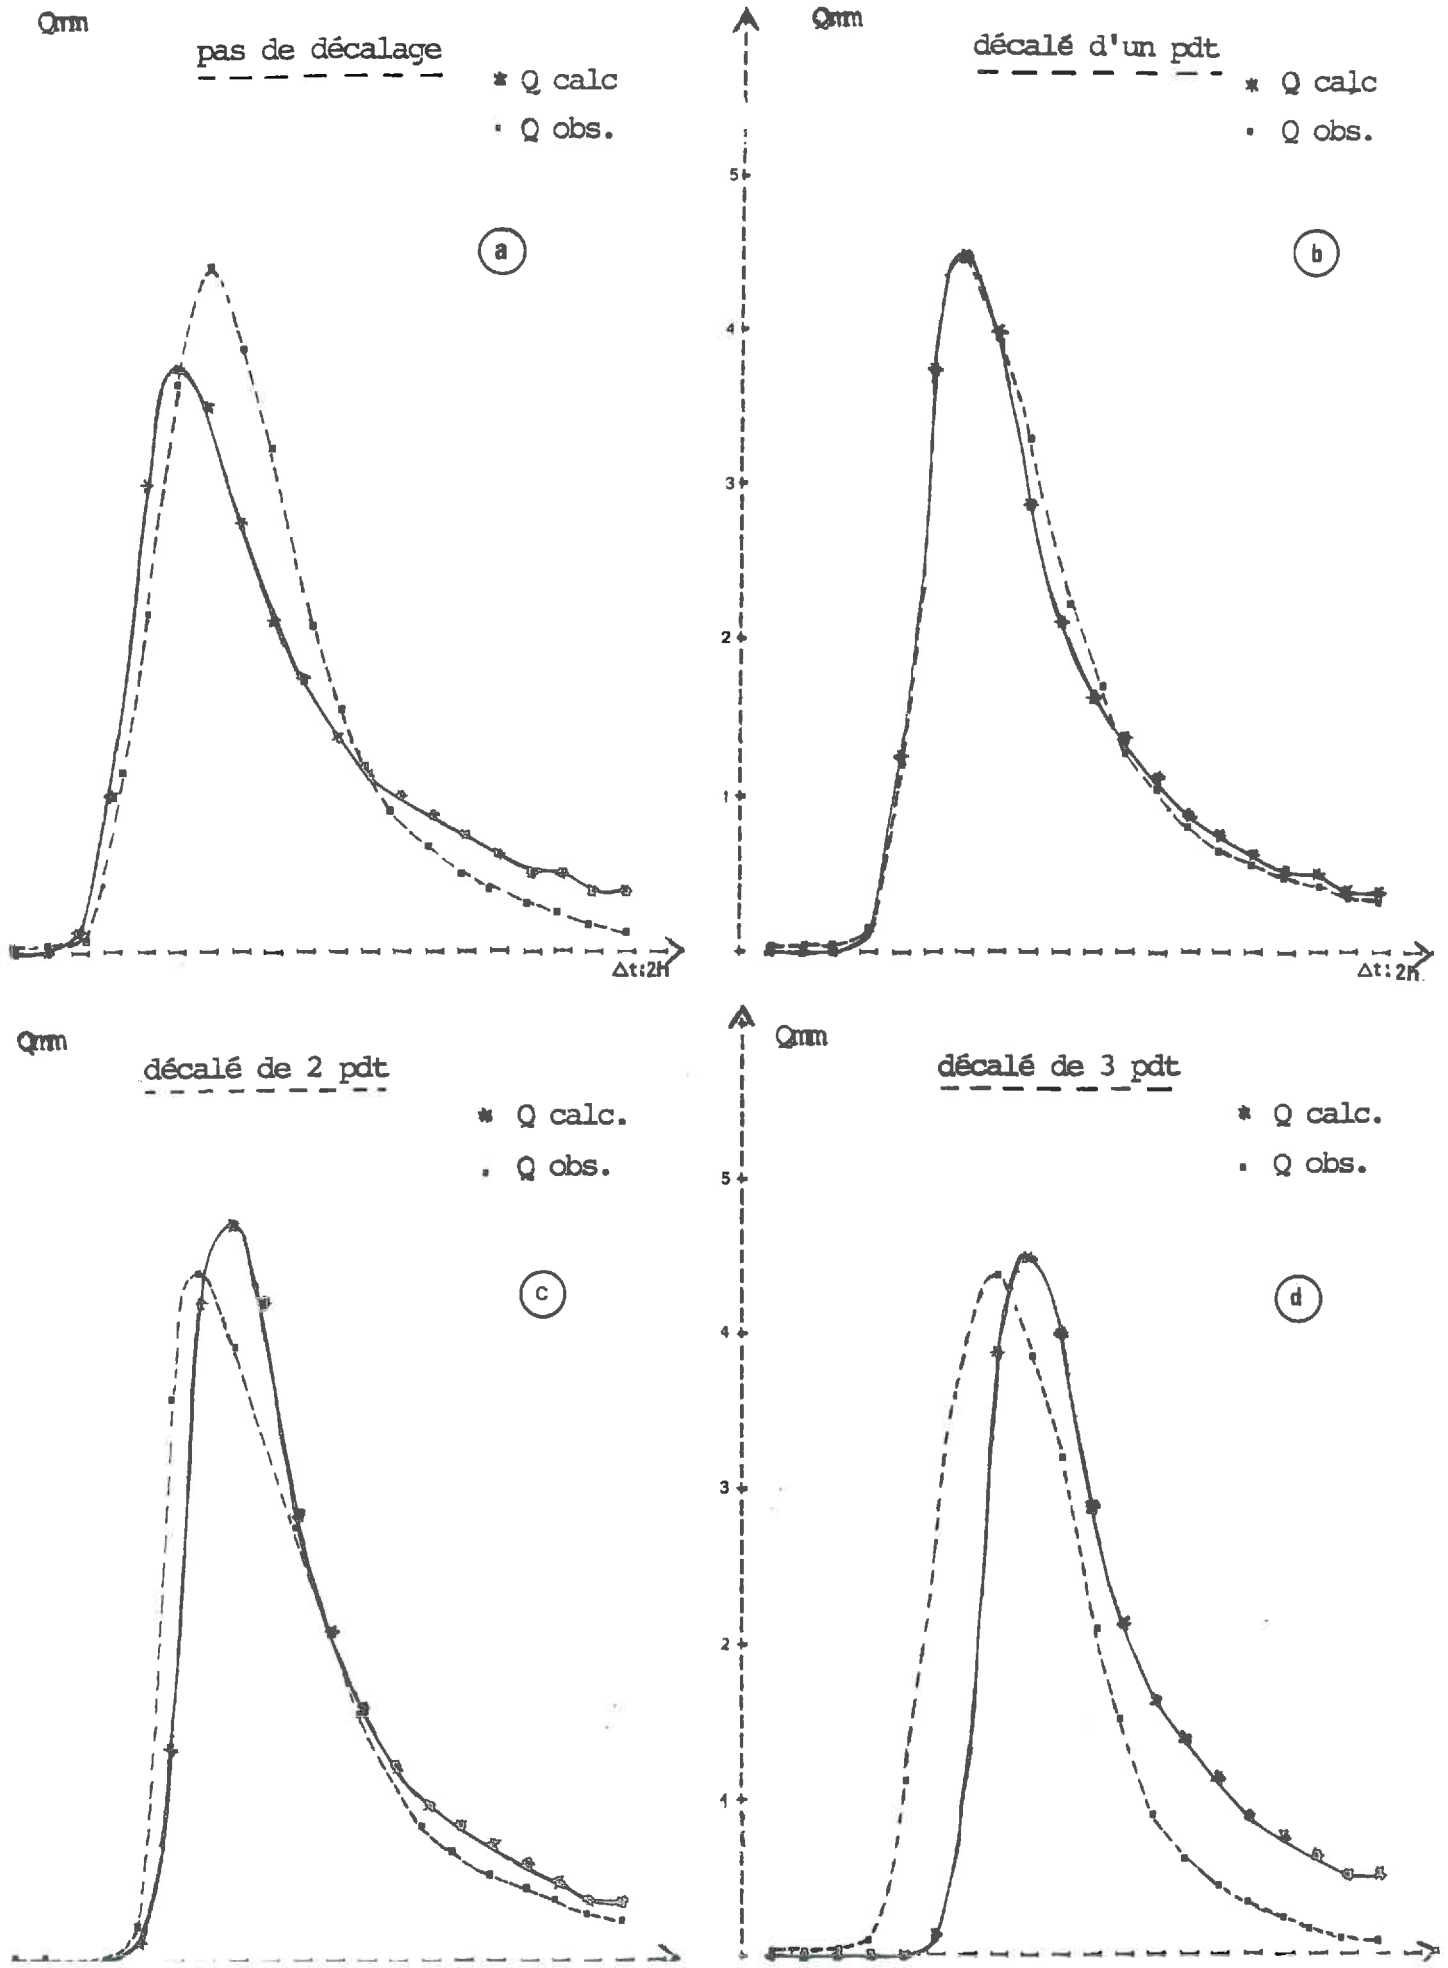 Qmm
pas de décalage
* Q calc
· Q obs.
a
Δt:2H
Qmm
décalé d'un pdt
* Q calc
· Q obs.
b
5
4
3
2
1
Δt:2h
Qmm
décalé de 2 pdt
* Q calc.
· Q obs.
c
Qmm
décalé de 3 pdt
* Q calc.
· Q obs.
d
5
4
3
2
1